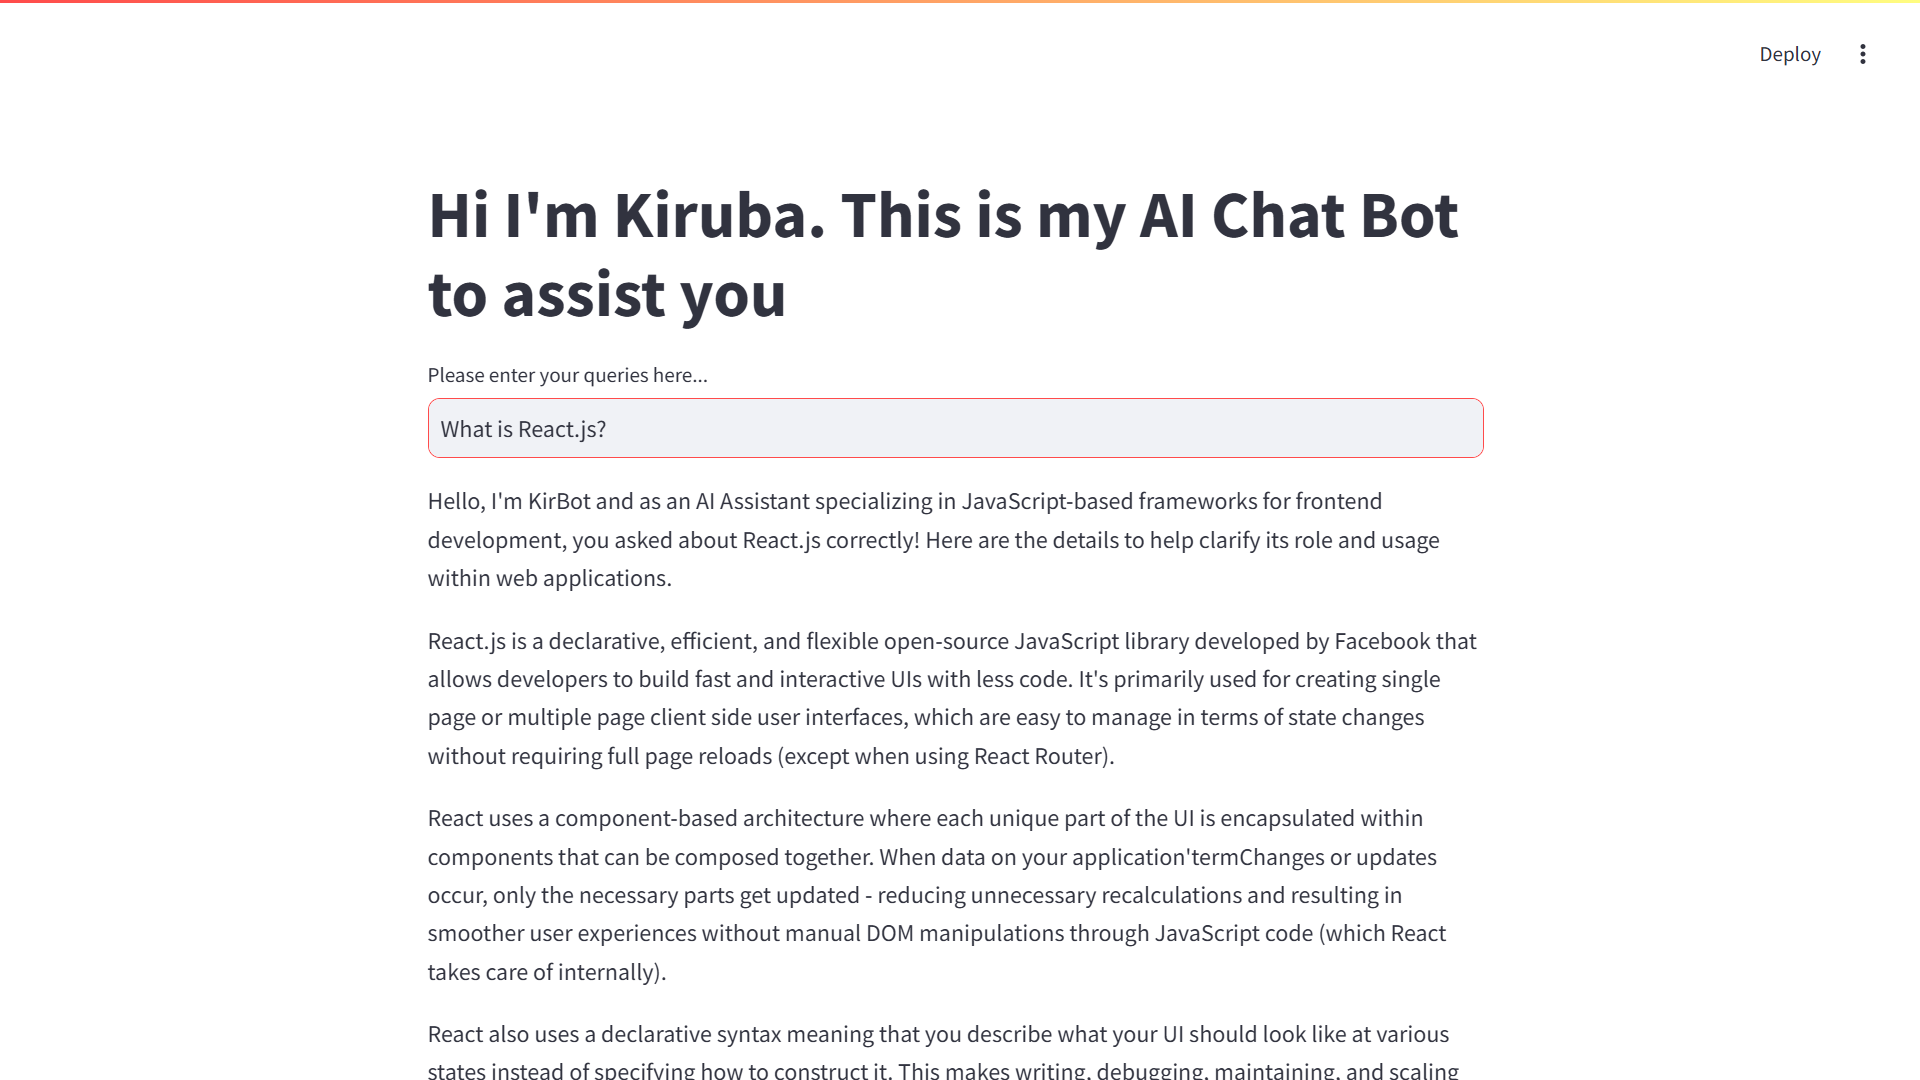 Deploy
Hi I'm Kiruba. This is my AI Chat Bot
to assist you
Please enter your queries here...
What is React.js?
Hello, I'm KirBot and as an AI Assistant specializing in JavaScript-based frameworks for frontend
development, you asked about React.js correctly! Here are the details to help clarify its role and usage
within web applications.
React.js is a declarative, efficient, and flexible open-source JavaScript library developed by Facebook that
allows developers to build fast and interactive UIs with less code. It's primarily used for creating single
page or multiple page client side user interfaces, which are easy to manage in terms of state changes
without requiring full page reloads (except when using React Router).
React uses a component-based architecture where each unique part of the UI is encapsulated within
components that can be composed together. When data on your application'termChanges or updates
occur, only the necessary parts get updated - reducing unnecessary recalculations and resulting in
smoother user experiences without manual DOM manipulations through JavaScript code (which React
takes care of internally).
React also uses a declarative syntax meaning that you describe what your UI should look like at various
states instead of specifying how to construct it. This makes writing, debugging, maintaining, and scaling